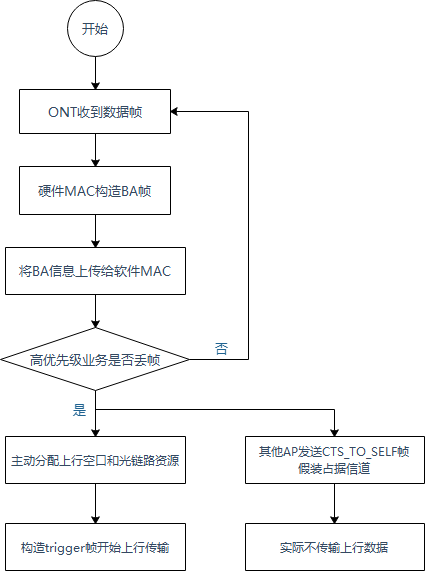 开始
ONT收到数据帧
硬件MAC构造BA帧
将BA信息上传给软件MAC
高优先级业务是否丢帧
否
是
主动分配上行空口和光链路资源
其他AP发送CTS_TO_SELF帧
假装占据信道
构造trigger帧开始上行传输
实际不传输上行数据